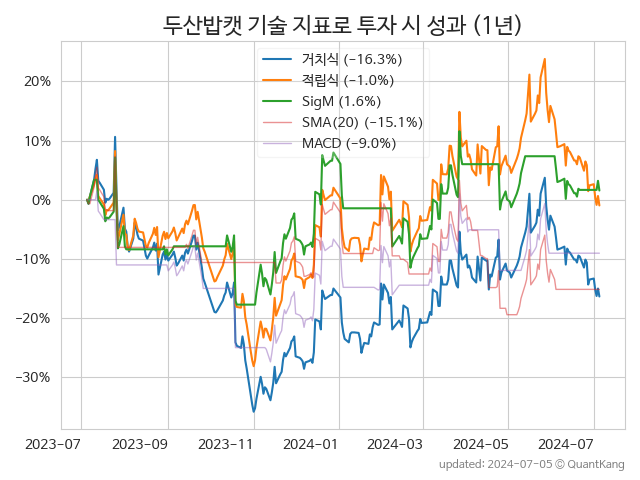 두산밥캣 기술 지표로 투자 시 성과 (1년)
거치식 (−16.3%)
적립식 (−1.0%)
SigM (1.6%)
SMA(20) (−15.1%)
MACD (−9.0%)
20%
10%
0%
−10%
−20%
−30%
2023-07 2023-09 2023-11 2024-01 2024-03 2024-05 2024-07
updated: 2024-07-05 © QuantKang